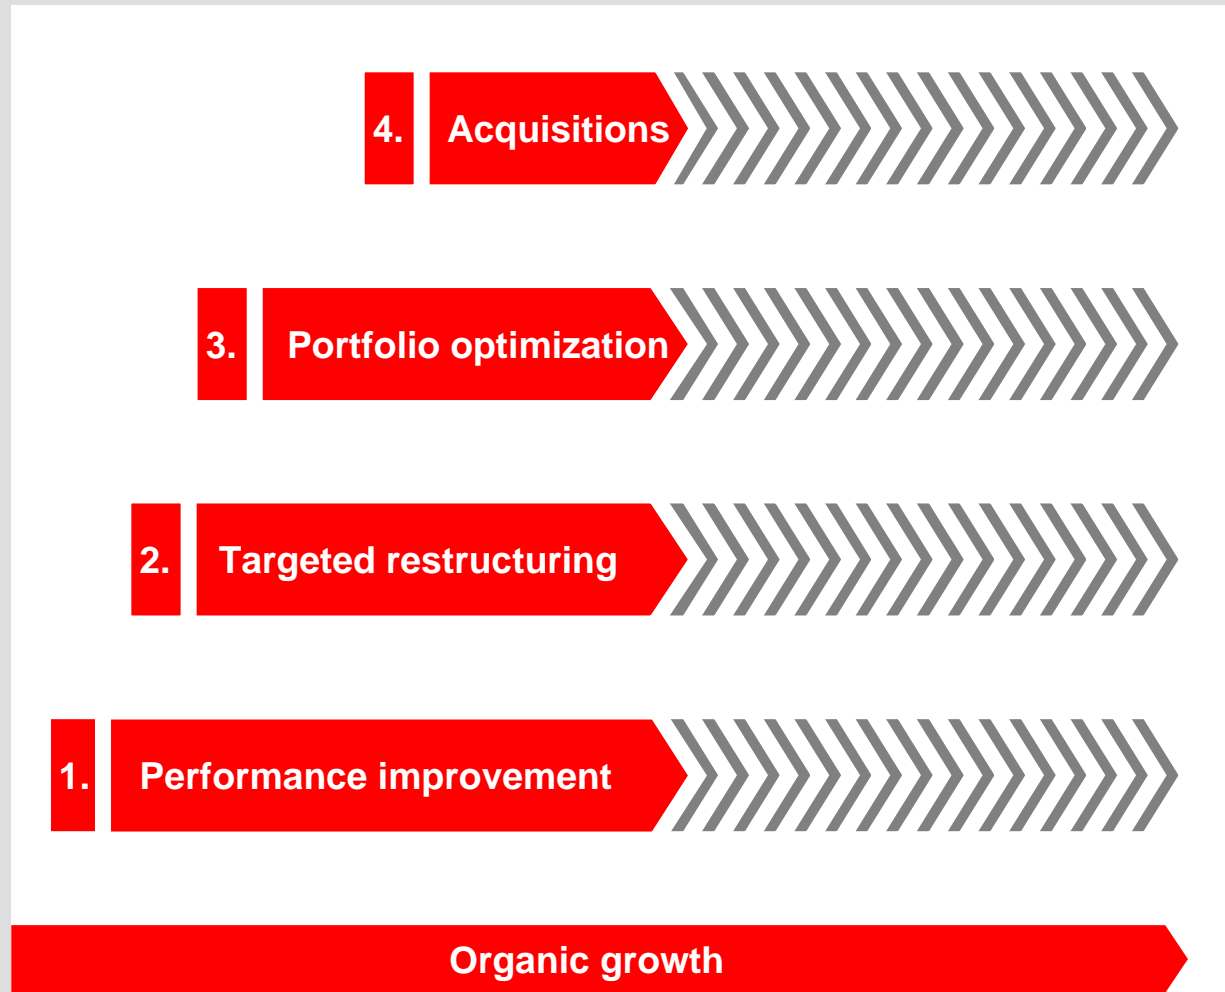 4. Acquisitions
3. Portfolio optimization
2. Targeted restructuring
1. Performance improvement
Organic growth